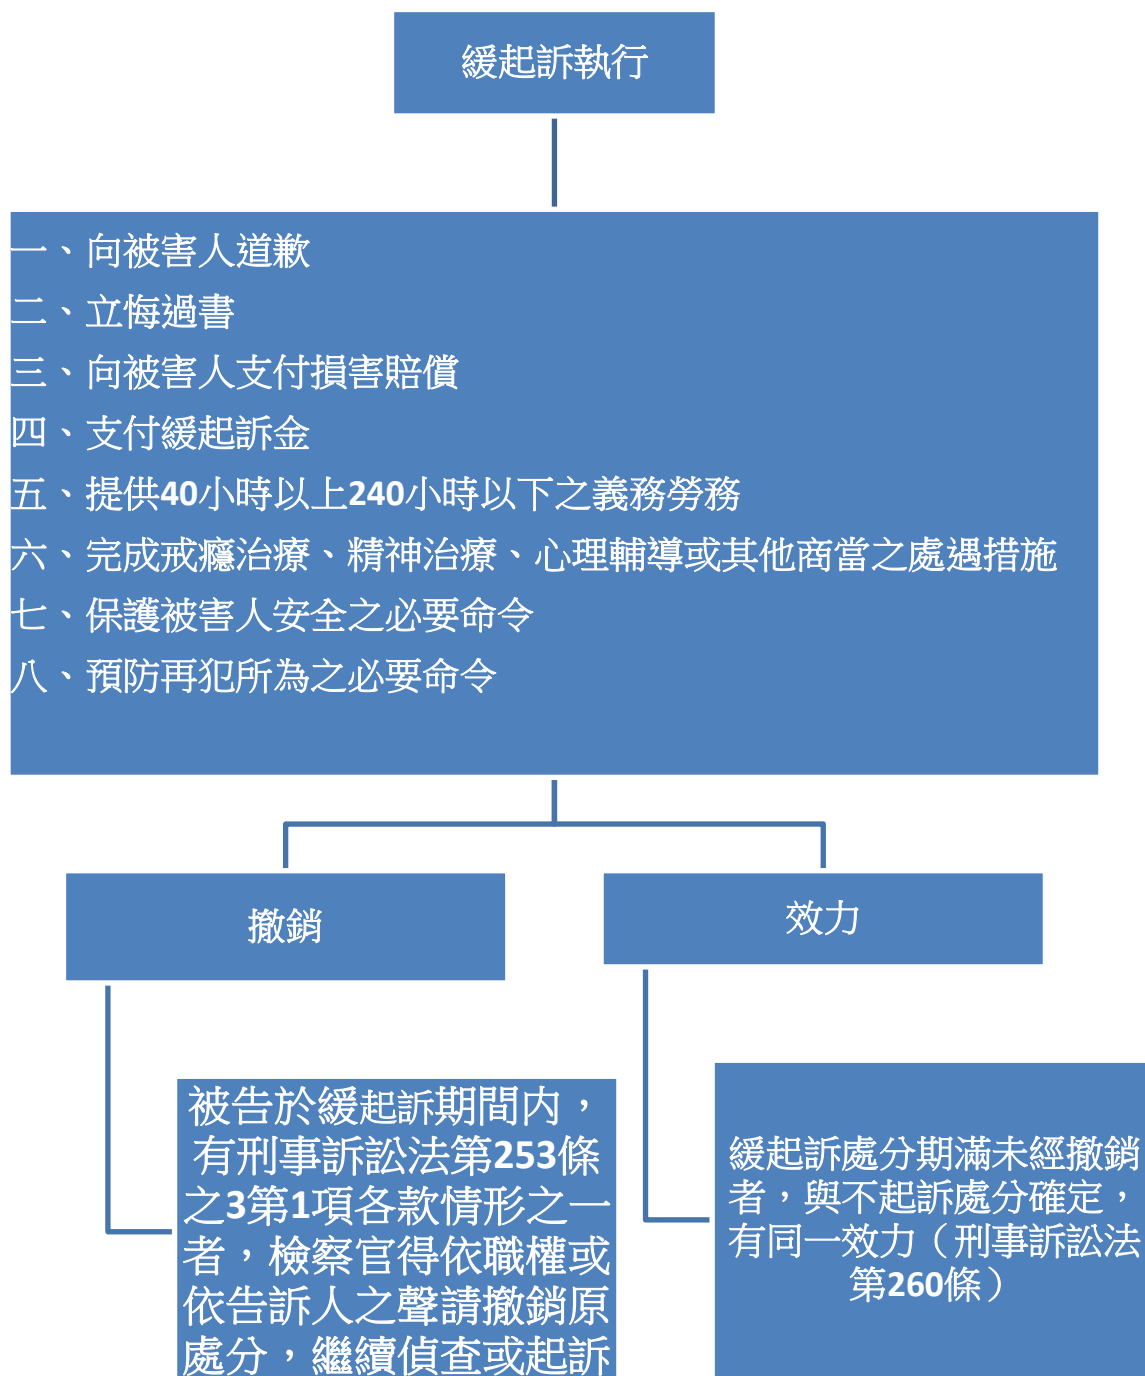 緩起訴執行
一、向被害人道歉
二、立悔過書
三、向被害人支付損害賠償
四、支付緩起訴金
五、提供40小時以上240小時以下之義務勞務
六、完成戒癮治療、精神治療、心理輔導或其他商當之處遇措施
七、保護被害人安全之必要命令
八、預防再犯所為之必要命令
撤銷
被告於緩起訴期間內，
有刑事訴訟法第253條
之3第1項各款情形之一
者，檢察官得依職權或
依告訴人之聲請撤銷原
處分，繼續偵查或起訴
效力
緩起訴處分期滿未經撤銷
者，與不起訴處分確定，
有同一效力（刑事訴訟法
第260條）